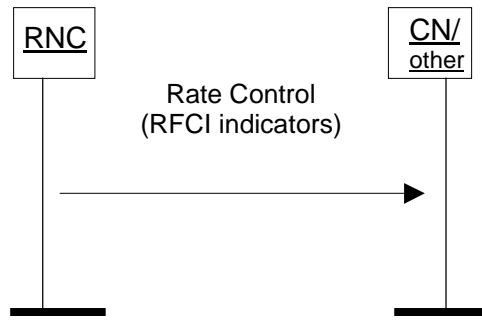 RNC
CN/
other
Rate Control
(RFCI indicators)